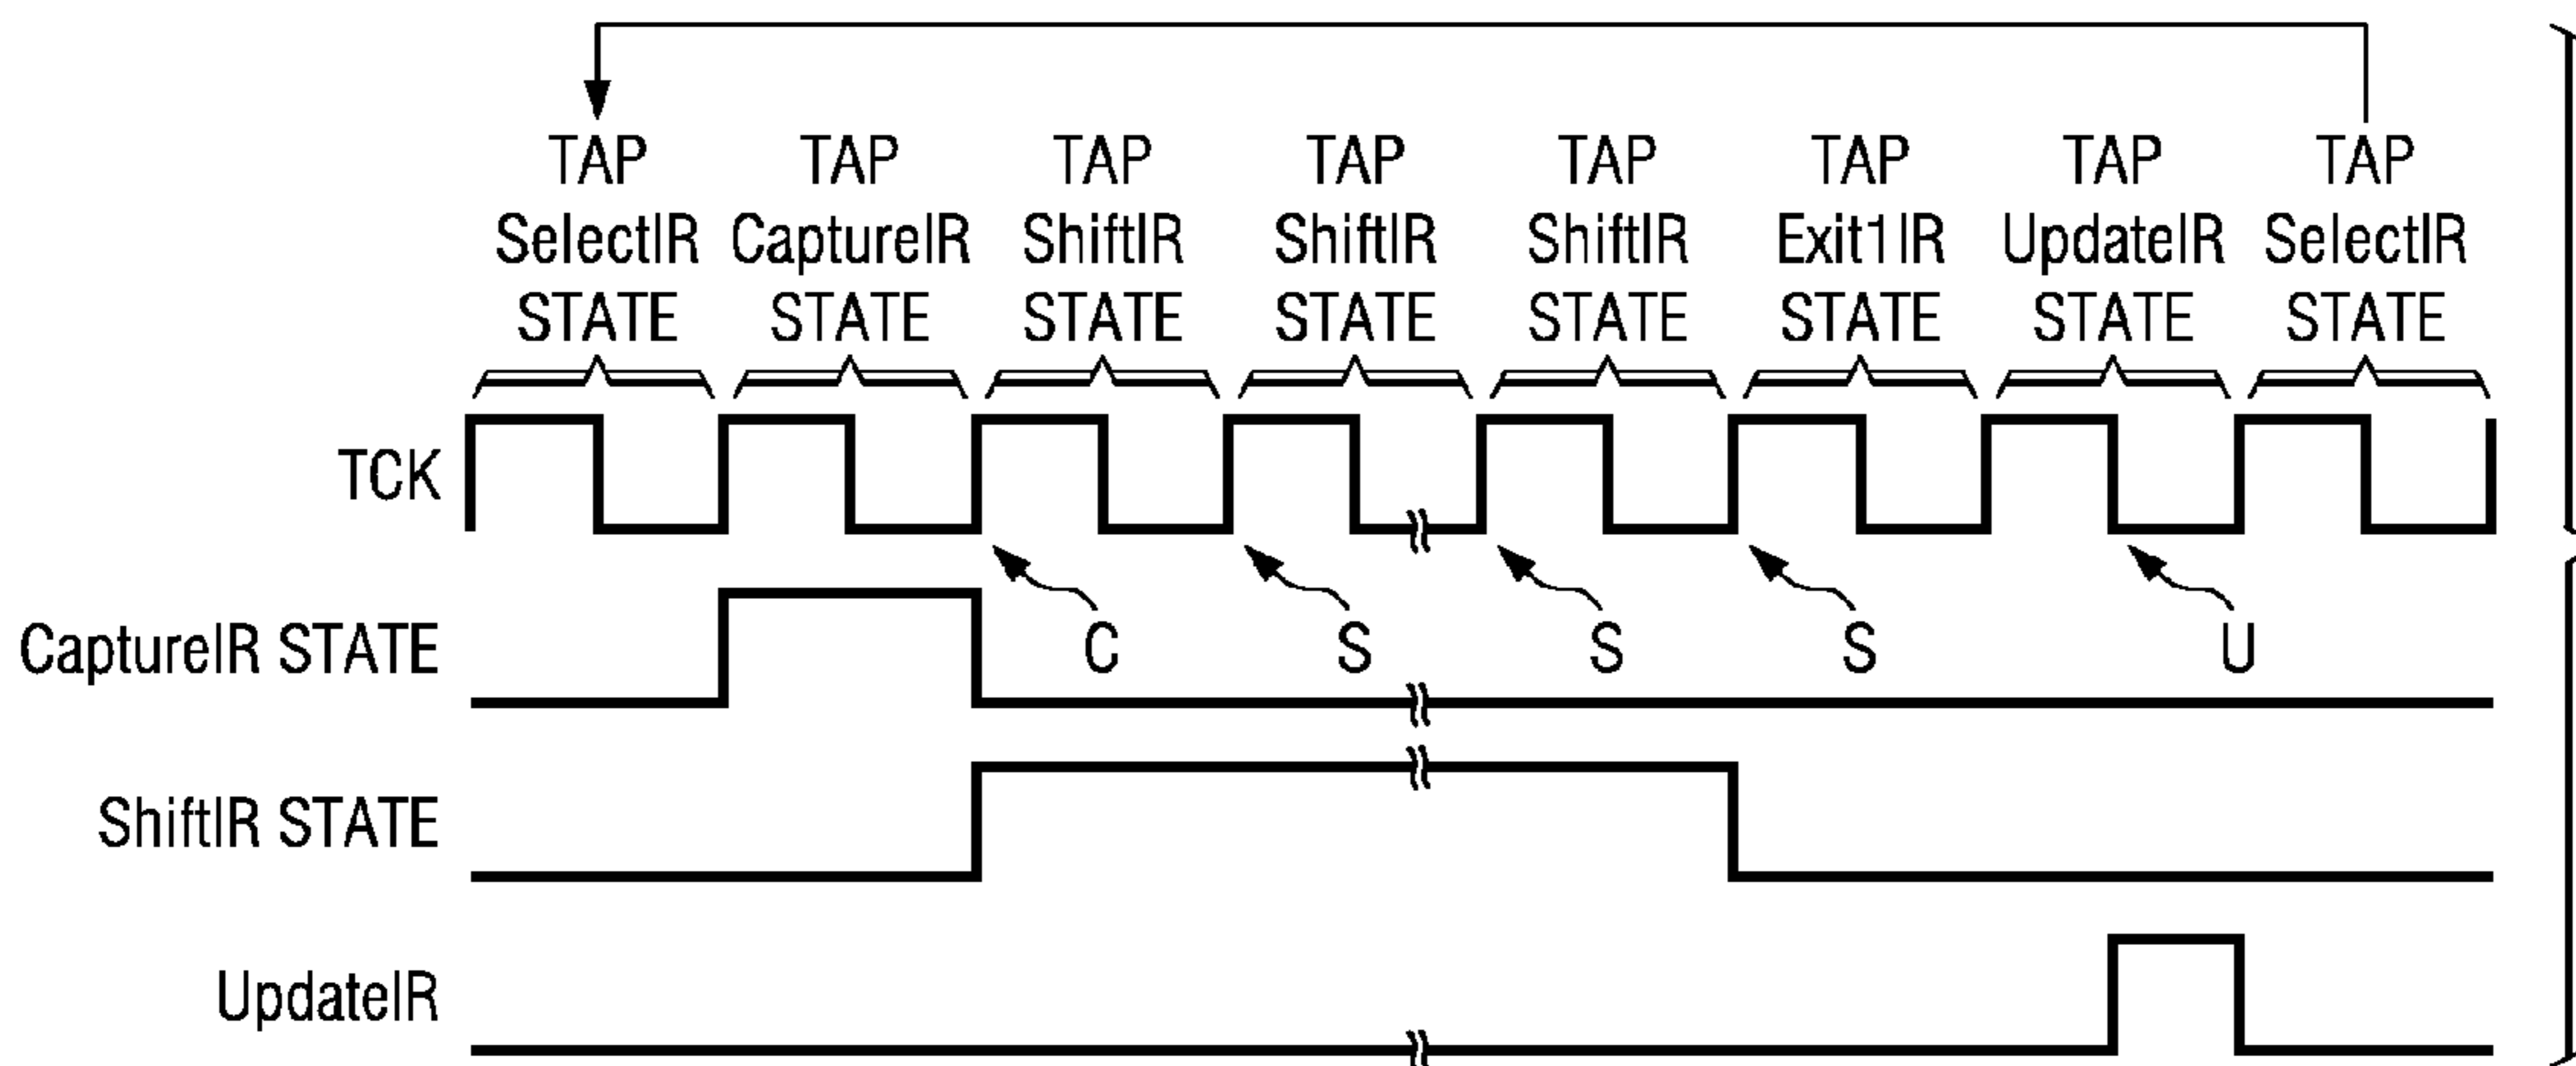 TAP TAP TAP TAP TAP TAP TAP TAP
SelectIR CaptureIR ShiftIR ShiftIR ShiftIR Exit1IR UpdateIR SelectIR
STATE STATE STATE STATE STATE STATE STATE STATE
TCK
CaptureIR STATE C S S S U
ShiftIR STATE
UpdateIR